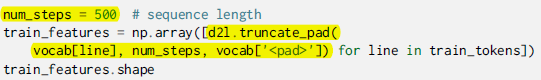 num_steps = 500  # sequence length
train_features = np.array([d2l.truncate_pad(
    vocab[line], num_steps, vocab['<pad>']) for line in train_tokens])
train_features.shape